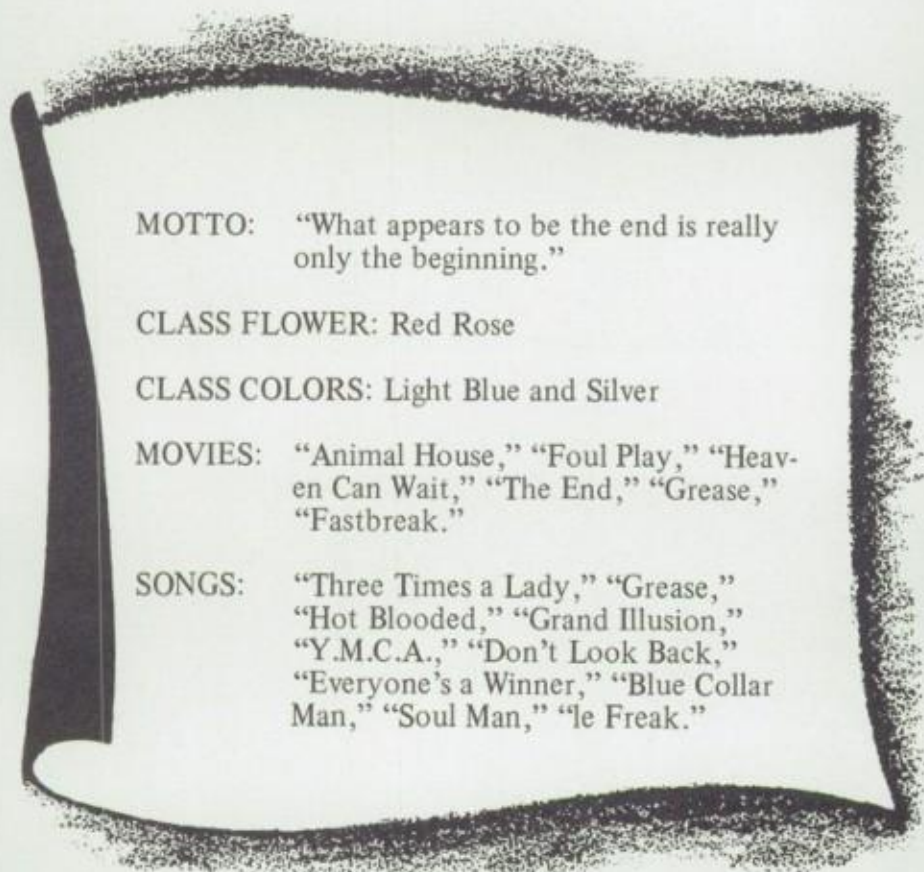 MOTTO: “What appears to be the end is really
only the beginning.”
CLASS FLOWER: Red Rose
CLASS COLORS: Light Blue and Silver
MOVIES: “Animal House,” “Foul Play,” “Heav-
en Can Wait,” “The End,” “Grease,”
“Fastbreak.”
SONGS: “Three Times a Lady,” “Grease,”
“Hot Blooded,” “Grand Illusion,”
“Y.M.C.A.,” “Don't Look Back,”
“Everyone's a Winner,” “Blue Collar
Man,” “Soul Man,” “le Freak.”